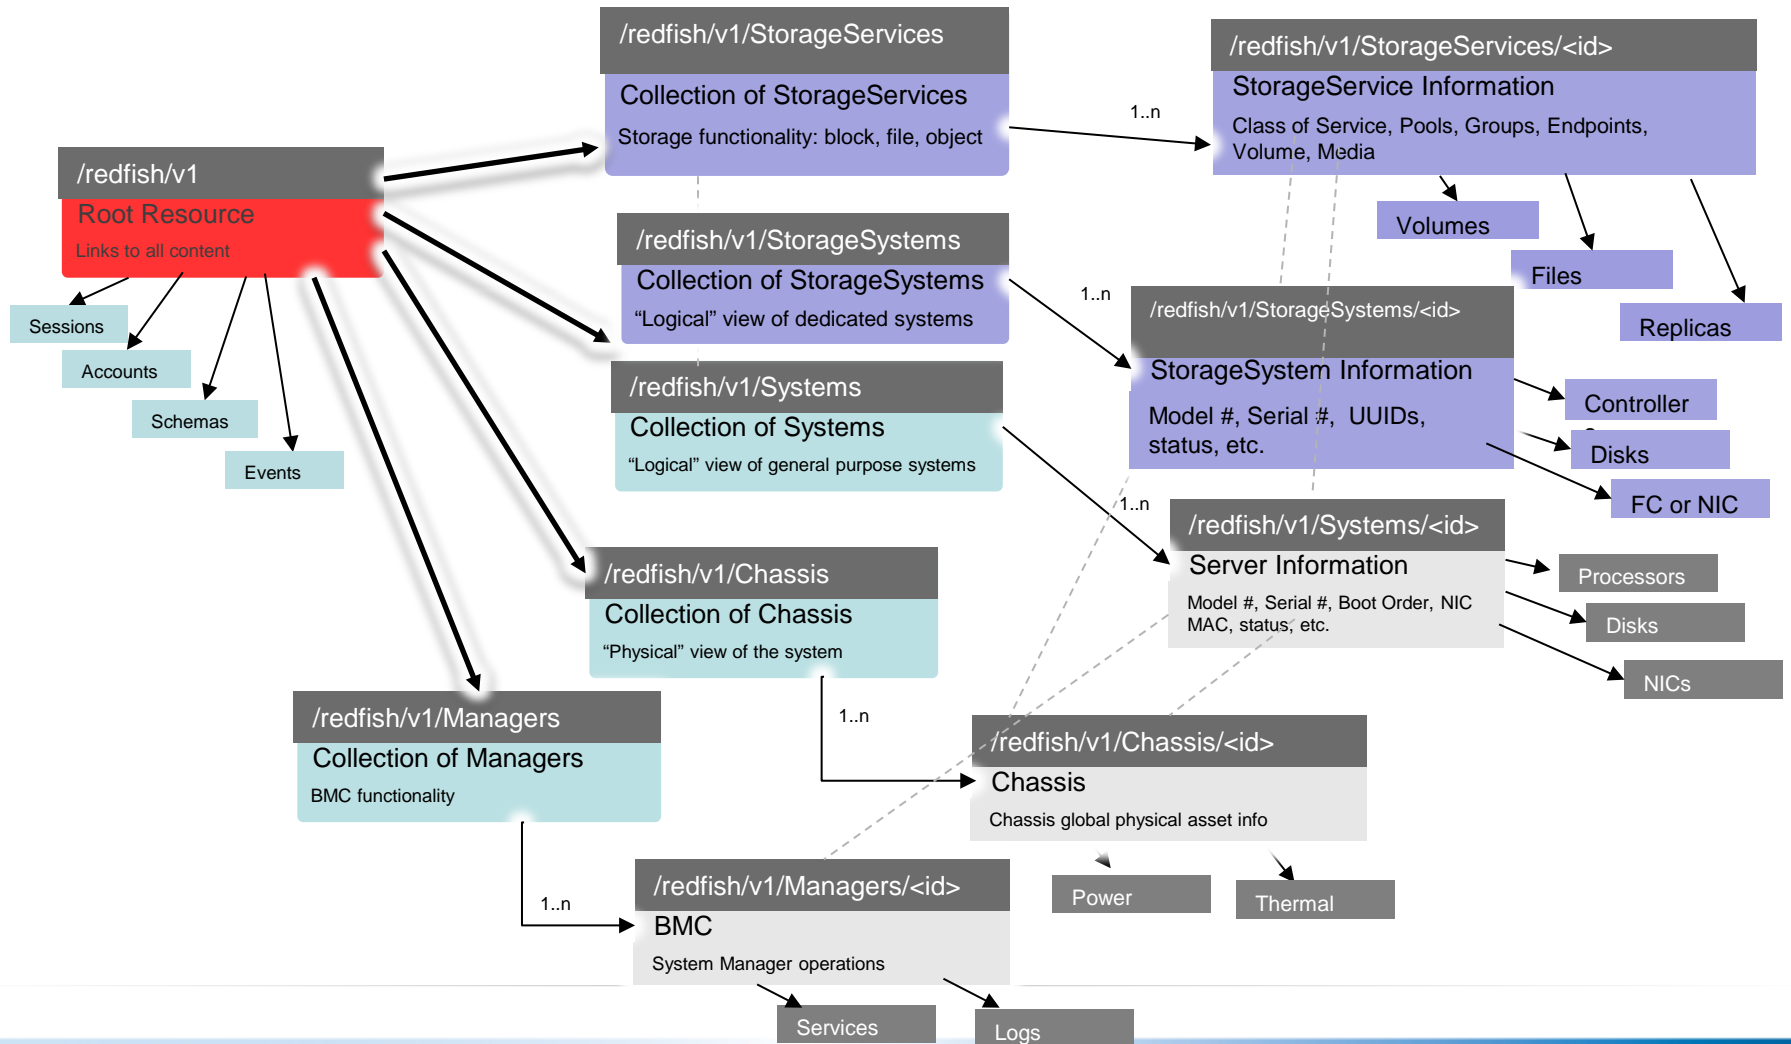 /redfish/v1/StorageServices
Collection of StorageServices
Storage functionality: block, file, object
1..n
/redfish/v1/StorageServices/<id>
StorageService Information
Class of Service, Pools, Groups, Endpoints,
Volume, Media
Volumes
Files
Replicas
/redfish/v1
Root Resource
Links to all content
Sessions
Accounts
Schemas
Events
/redfish/v1/StorageSystems
Collection of StorageSystems
“Logical” view of dedicated systems
1..n
/redfish/v1/StorageSystems/<id>
StorageSystem Information
Model #, Serial #, UUIDs,
status, etc.
Controller
Disks
FC or NIC
/redfish/v1/Systems
Collection of Systems
“Logical” view of general purpose systems
1..n
/redfish/v1/Systems/<id>
Server Information
Model #, Serial #, Boot Order, NIC
MAC, status, etc.
Processors
Disks
NICs
/redfish/v1/Chassis
Collection of Chassis
“Physical” view of the system
1..n
/redfish/v1/Chassis/<id>
Chassis
Chassis global physical asset info
Power
Thermal
/redfish/v1/Managers
Collection of Managers
BMC functionality
1..n
/redfish/v1/Managers/<id>
BMC
System Manager operations
Services
Logs